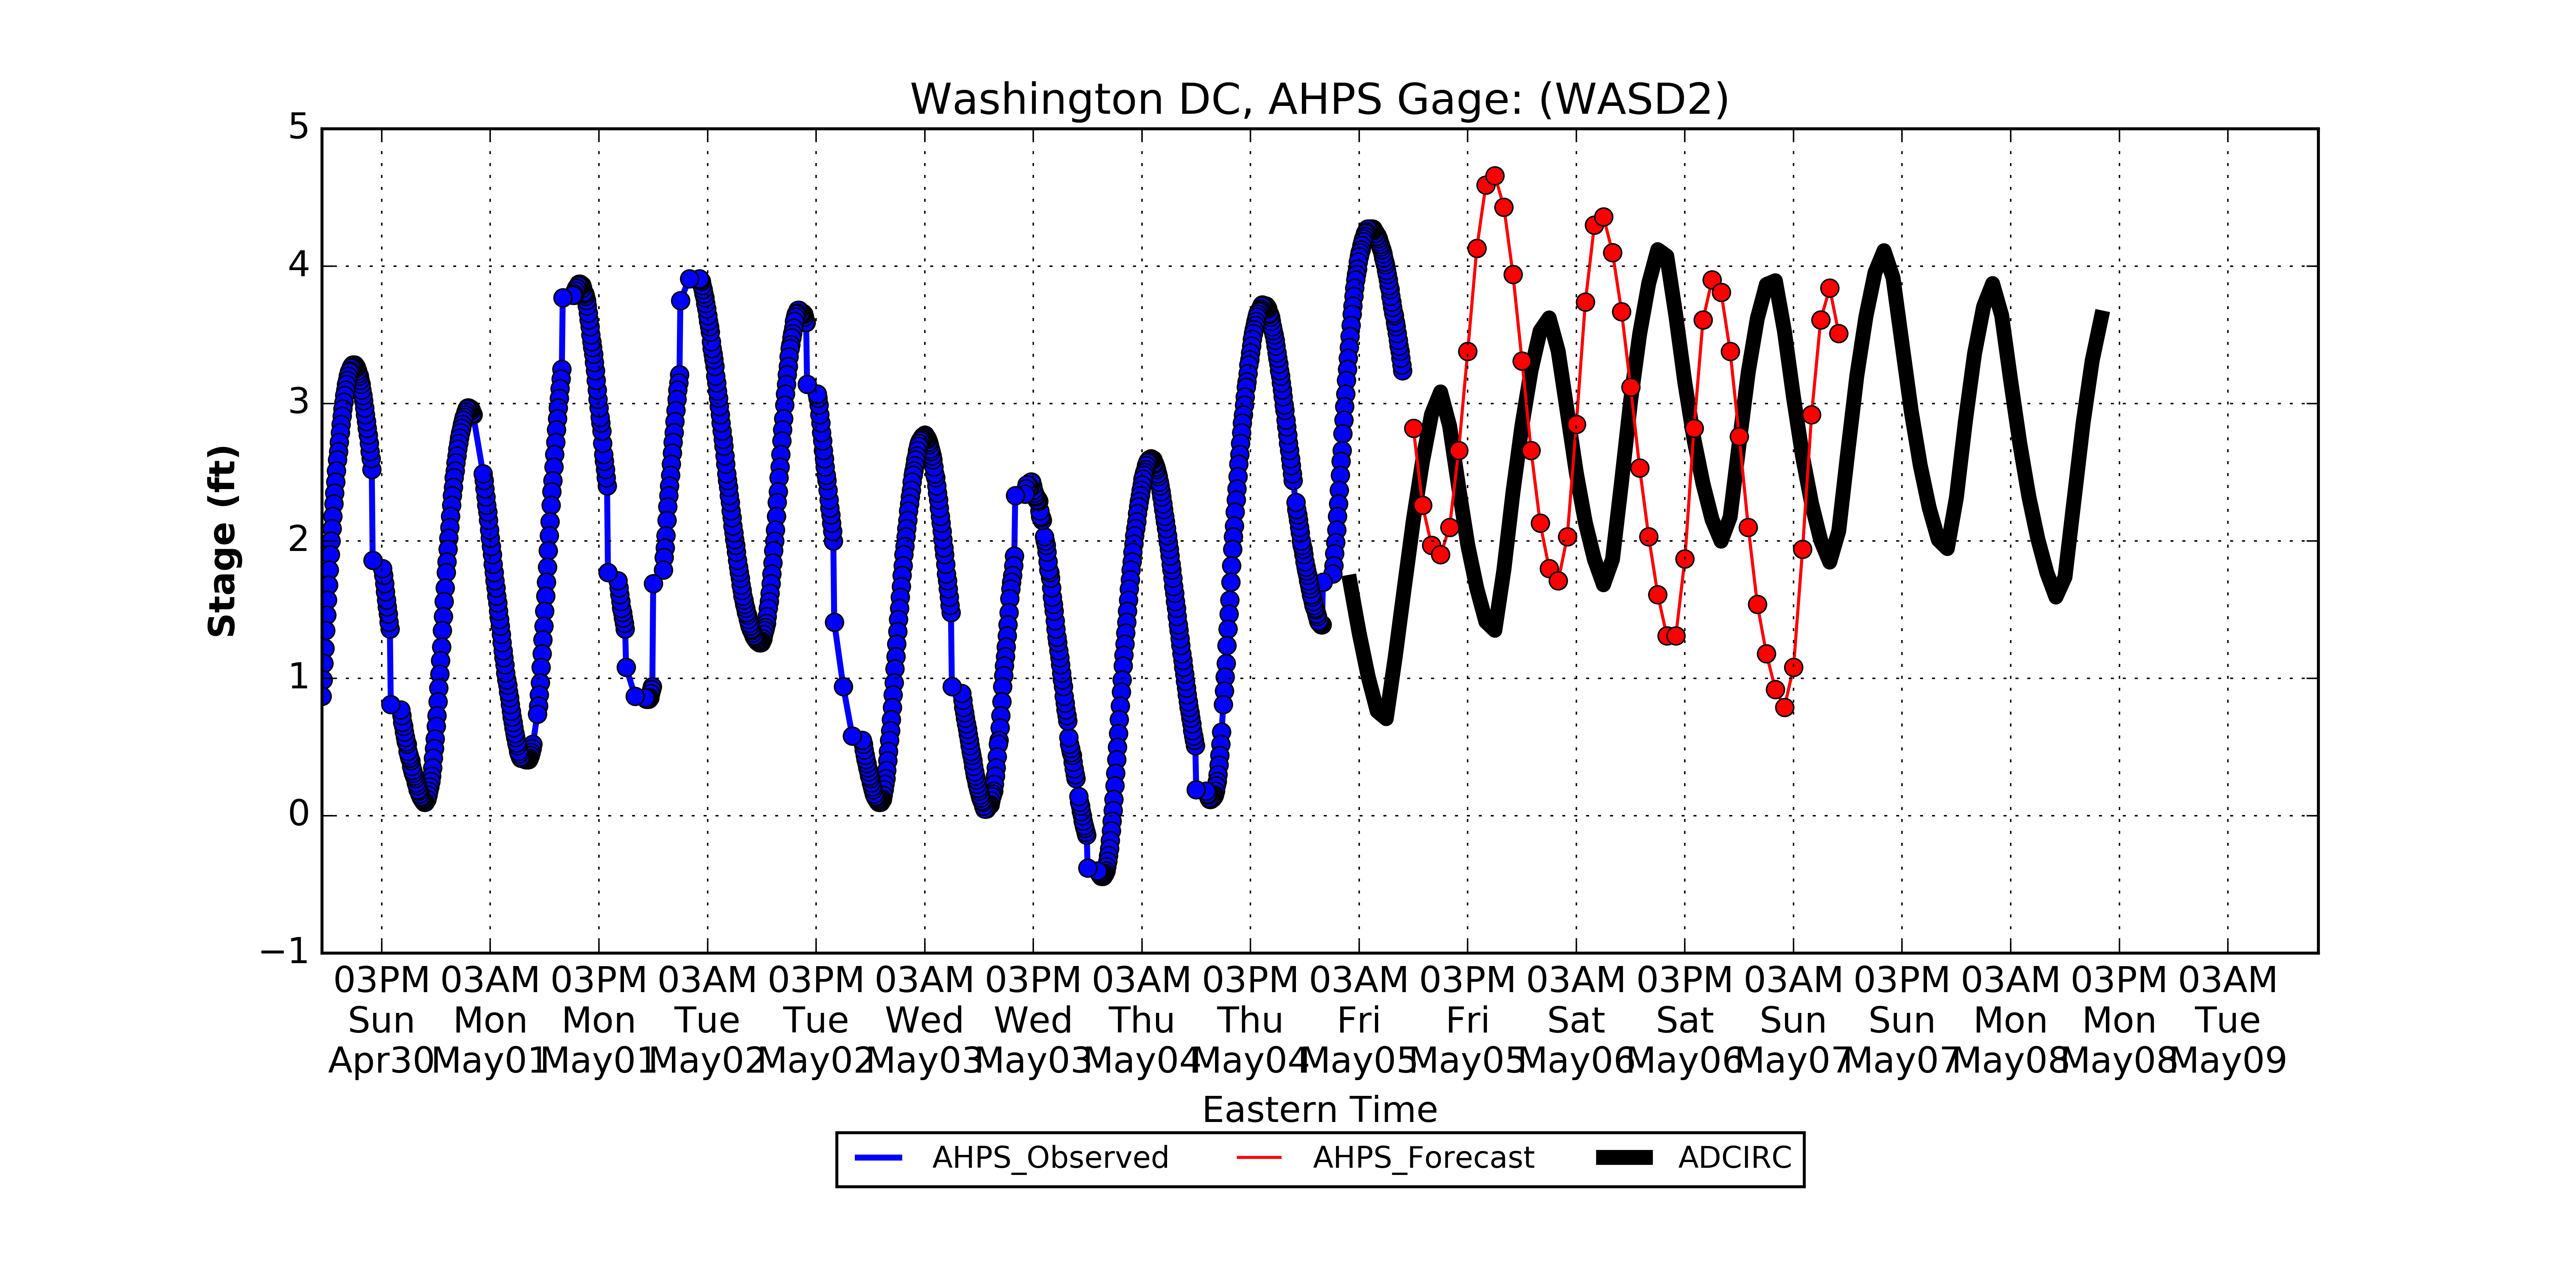 Washington DC, AHPS Gage: (WASD2)
5
4
3
2
1
0
−1
Stage (ft)
03PM 03AM 03PM 03AM 03PM 03AM 03PM 03AM 03PM 03AM 03PM 03AM 03PM 03AM 03PM 03AM 03PM 03AM
Sun Mon Mon Tue Tue Wed Wed Thu Thu Fri Fri Sat Sat Sun Sun Mon Mon Tue
Apr30 May01 May01 May02 May02 May03 May03 May04 May04 May05 May05 May06 May06 May07 May07 May08 May08 May09
Eastern Time
AHPS_Observed AHPS_Forecast ADCIRC